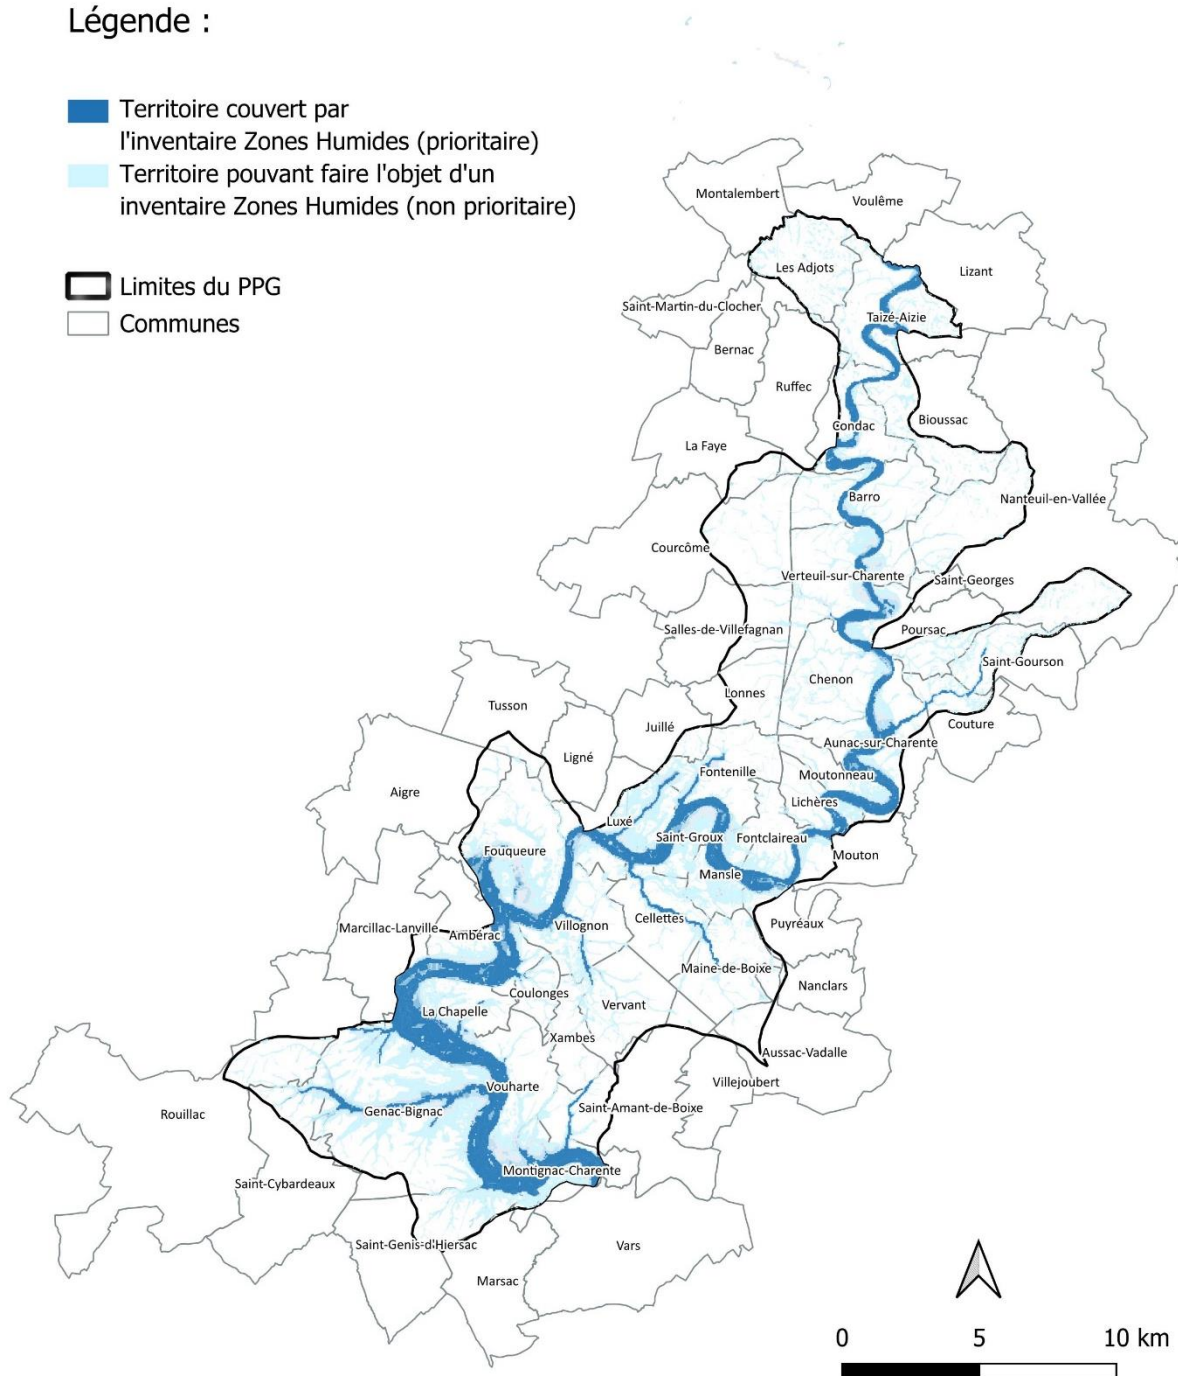 Légende :
Territoire couvert par
l'inventaire Zones Humides (prioritaire)
Territoire pouvant faire l'objet d'un
inventaire Zones Humides (non prioritaire)
Limites du PPG
Communes
Montalembert
Voulême
Les Adjots
Lizant
Saint-Martin-du-Clocher
Taizé-Aizie
Bernac
Ruffec
Bioussac
Condac
La Faye
Barro
Nanteuil-en-Vallée
Courcôme
Verteuil-sur-Charente
Saint-Georges
Salles-de-Villefagnan
Poursac
Saint-Gourson
Chenon
Lonnes
Tusson
Juillé
Couture
Aunac-sur-Charente
Ligné
Fontenille
Moutonneau
Aigre
Lichères
Luxé
Saint-Groux
Fontclaireau
Fouqueure
Mouton
Mansle
Cellettes
Puyréaux
Villognon
Marcillac-Lanville
Ambérac
Maine-de-Boixe
Nanclars
Coulonges
Vervant
La Chapelle
Xambes
Aussac-Vadalle
Villejoubert
Vouharte
Saint-Amant-de-Boixe
Rouillac
Genac-Bignac
Montignac-Charente
Saint-Cybardeaux
Saint-Genis-d'Hiersac
Vars
Marsac
0 5 10 km